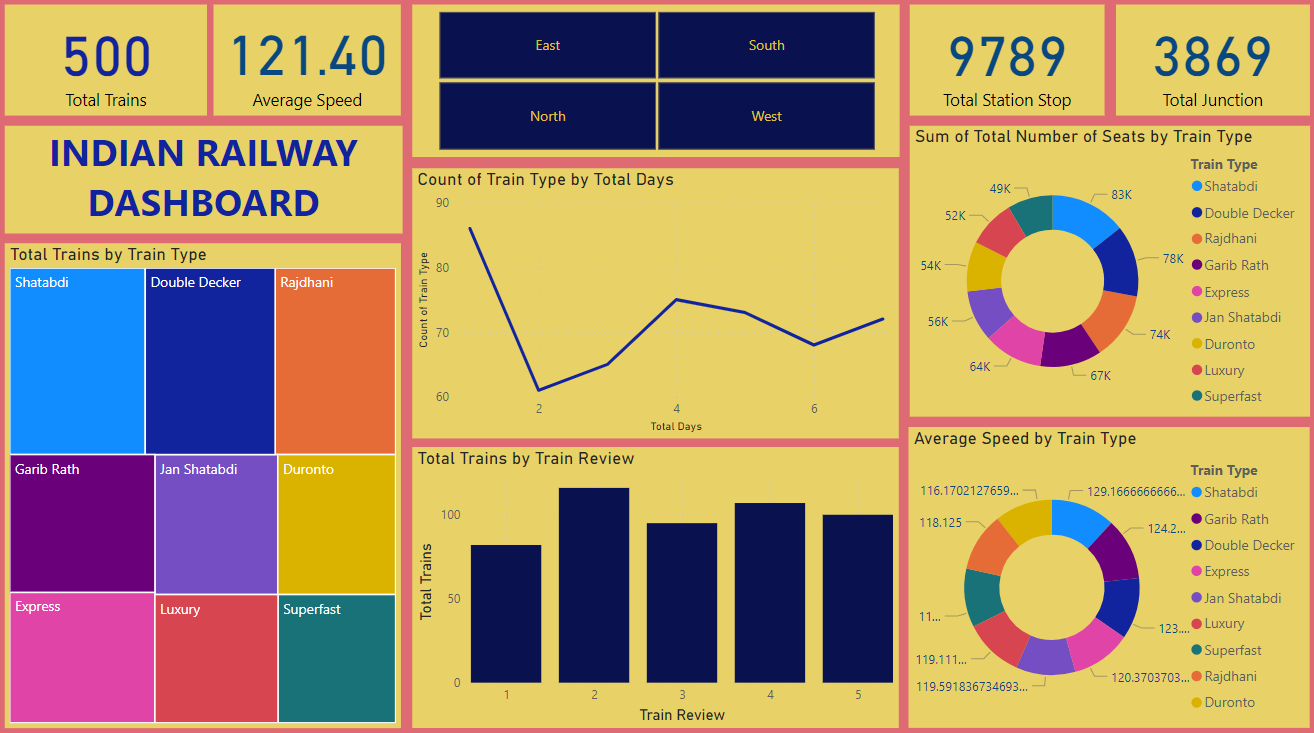 500
Total Trains
121.40
Average Speed
East
South
North
West
9789
Total Station Stop
3869
Total Junction
INDIAN RAILWAY
DASHBOARD
Total Trains by Train Type
Shatabdi
Double Decker
Rajdhani
Garib Rath
Jan Shatabdi
Duronto
Express
Luxury
Superfast
Count of Train Type by Total Days
Count of Train Type
90
80
70
60
2
4
6
Total Days
Total Trains by Train Review
Total Trains
100
50
0
1
2
3
4
5
Train Review
Sum of Total Number of Seats by Train Type
83K
78K
74K
67K
64K
56K
54K
52K
49K
Train Type
Shatabdi
Double Decker
Rajdhani
Garib Rath
Express
Jan Shatabdi
Duronto
Luxury
Superfast
Average Speed by Train Type
129.1666666666...
124.2...
123....
120.3703703...
119.591836734693...
119.111...
11...
118.125
116.1702127659...
Train Type
Shatabdi
Garib Rath
Double Decker
Express
Jan Shatabdi
Luxury
Superfast
Rajdhani
Duronto